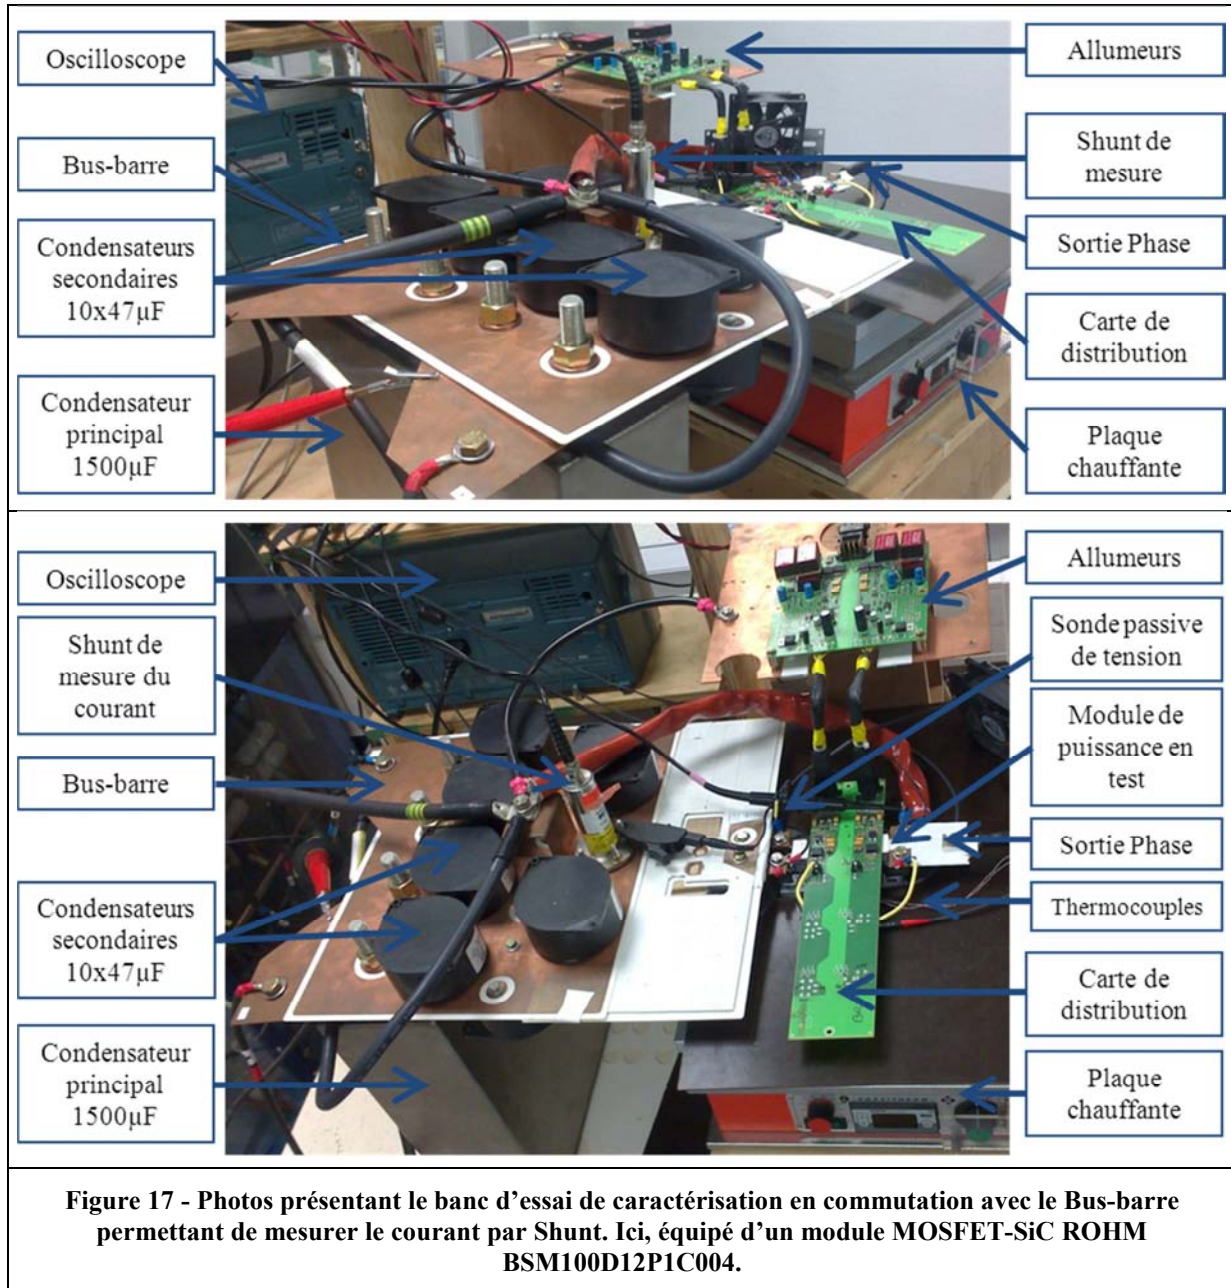 Oscilloscope
Bus-barre
Condensateurs
secondaires
10x47µF
Condensateur
principal
1500µF
Allumeurs
Shunt de
mesure
Sortie Phase
Carte de
distribution
Plaque
chauffante
Oscilloscope
Shunt de
mesure du
courant
Bus-barre
Condensateurs
secondaires
10x47µF
Condensateur
principal
1500µF
Allumeurs
Sonde passive
de tension
Module de
puissance en
test
Sortie Phase
Thermocouples
Carte de
distribution
Plaque
chauffante
Figure 17 - Photos présentant le banc d’essai de caractérisation en commutation avec le Bus-barre
permettant de mesurer le courant par Shunt. Ici, équipé d’un module MOSFET-SiC ROHM
BSM100D12P1C004.